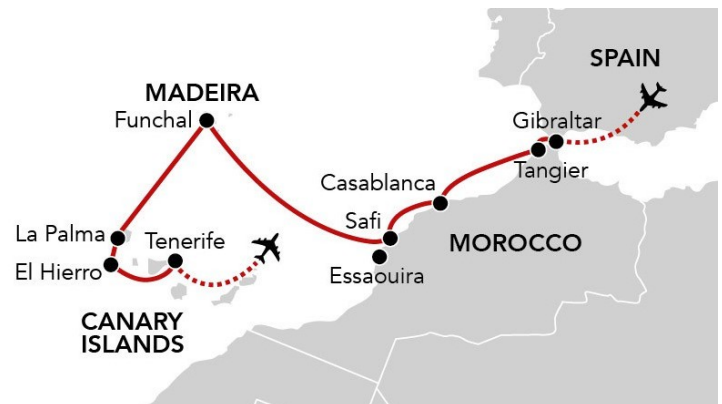 SPAIN
MADEIRA
Funchal
Gibraltar
Tangier
Casablanca
La Palma
Tenerife
Safi
MOROCCO
El Hierro
Essaouira
CANARY
ISLANDS